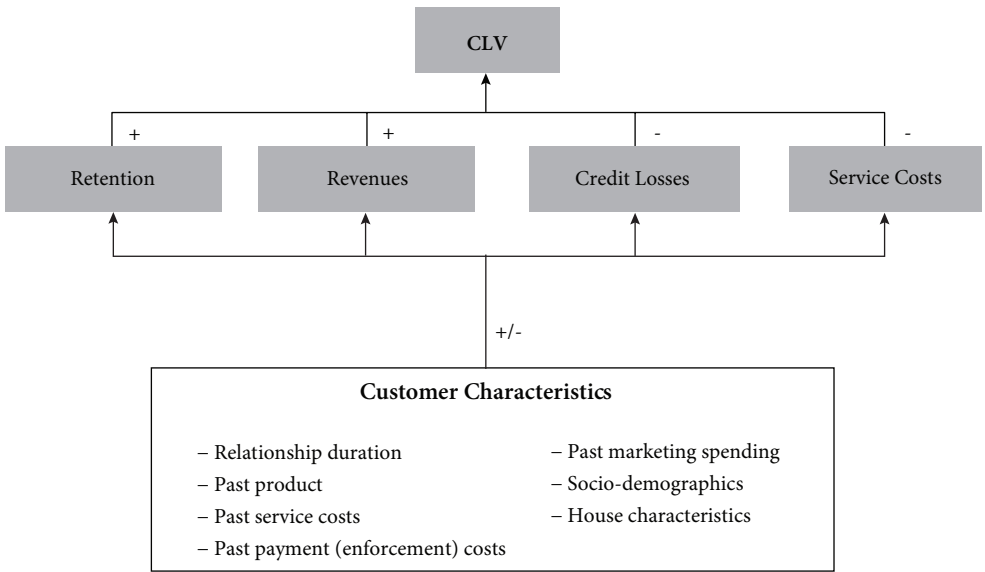 CLV
+
+
-
-
Retention
Revenues
Credit Losses
Service Costs
+/-
Customer Characteristics
– Relationship duration
– Past product
– Past service costs
– Past payment (enforcement) costs
– Past marketing spending
– Socio-demographics
– House characteristics